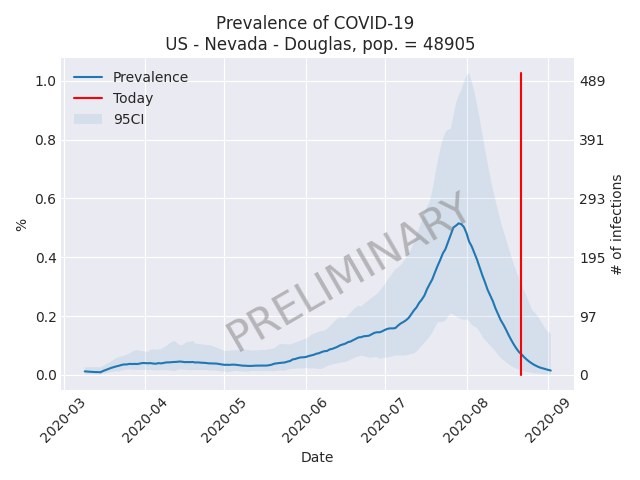 Prevalence of COVID-19
US - Nevada - Douglas, pop. = 48905
Prevalence
Today
95CI
1.0
0.8
0.6
0.4
0.2
0.0
%
489
391
293
195
97
0
# of infections
PRELIMINARY
2020-03
2020-04
2020-05
2020-06
2020-07
2020-08
2020-09
Date